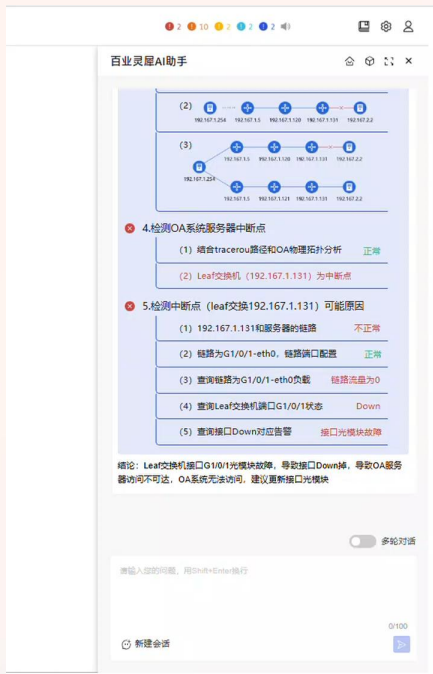 2 10 2 2 2
百业灵犀AI助手
(2)
192.167.1.254 192.167.1.5 192.167.1.120 192.168.1.131 192.167.2.2
(3)
192.167.1.5 192.168.1.120 192.168.1.131 192.167.2.2
192.167.1.254
192.167.1.5 192.168.1.121 192.168.1.131 192.167.2.2
4.检测OA系统服务器中断点
(1) 结合tracerou路径和OA物理拓扑分析 正常
(2) Leaf交换机（192.167.1.131）为中断点
5.检测中断点（leaf交换192.167.1.131）可能原因
(1) 192.167.1.131和服务器的链路 不正常
(2) 链路为G1/0/1-eth0，链路端口配置 正常
(3) 查询链路为G1/0/1-eth0负载 链路流量为0
(4) 查询Leaf交换机端口G1/0/1状态 Down
(5) 查询接口Down对应告警 接口光模块故障
结论：Leaf交换机接口G1/0/1光模块故障，导致接口Down掉，导致OA服务
器访问不可达，OA系统无法访问，建议更新接口光模块
多轮对话
请输入您的问题，用Shift+Enter换行
0/100
新建会话